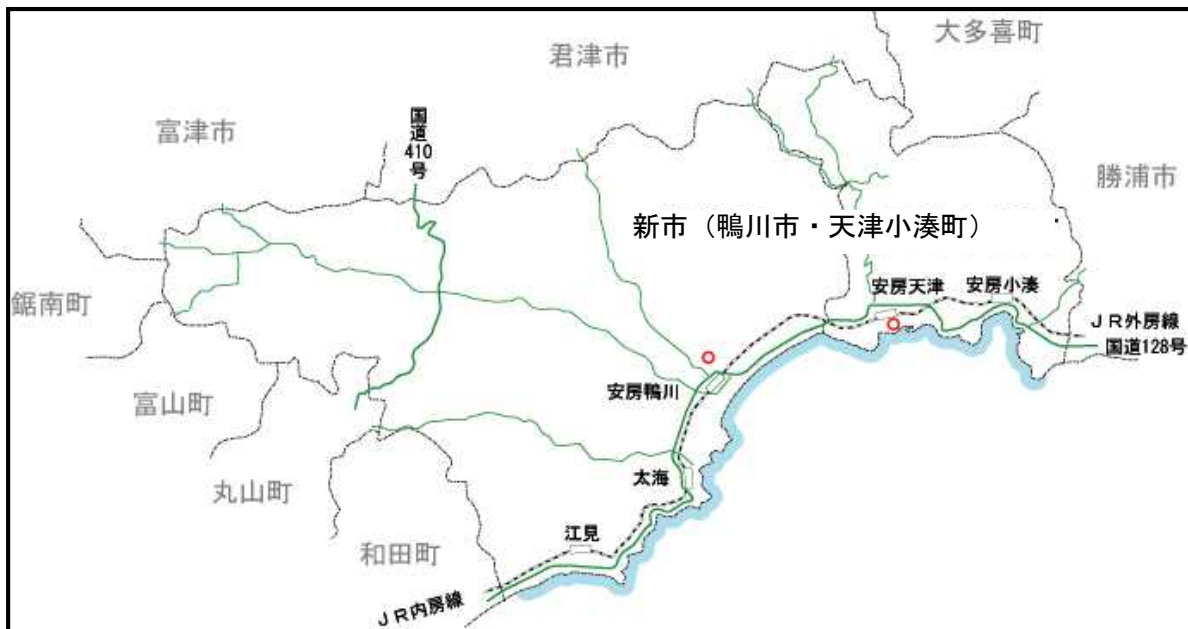 大多喜町
君津市
富津市
国道410号
勝浦市
新市（鴨川市・天津小湊町）
安房天津
安房小湊
鋸南町
JR外房線
国道128号
安房鴨川
富山町
太海
丸山町
江見
和田町
JR内房線